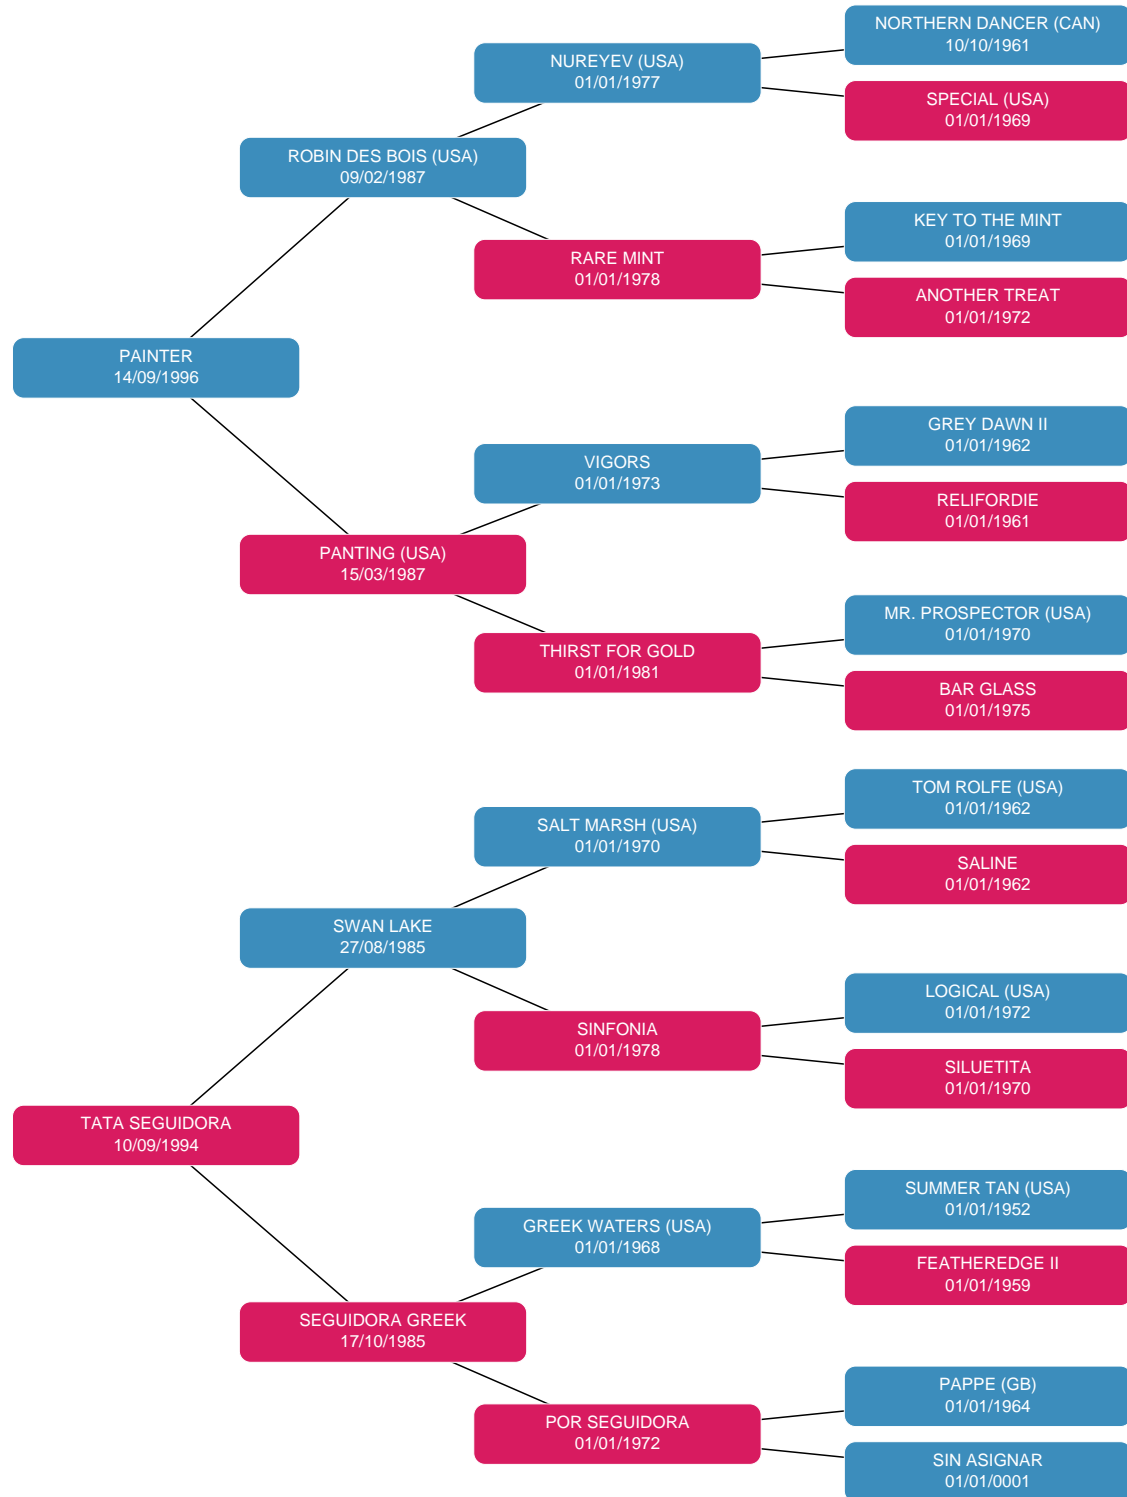 NORTHERN DANCER (CAN)
10/10/1961
NUREYEV (USA)
01/01/1977
SPECIAL (USA)
01/01/1969
ROBIN DES BOIS (USA)
09/02/1987
KEY TO THE MINT
01/01/1969
RARE MINT
01/01/1978
ANOTHER TREAT
01/01/1972
PAINTER
14/09/1996
GREY DAWN II
01/01/1962
VIGORS
01/01/1973
RELIFORDIE
01/01/1961
PANTING (USA)
15/03/1987
MR. PROSPECTOR (USA)
01/01/1970
THIRST FOR GOLD
01/01/1981
BAR GLASS
01/01/1975
TOM ROLFE (USA)
01/01/1962
SALT MARSH (USA)
01/01/1970
SALINE
01/01/1962
SWAN LAKE
27/08/1985
LOGICAL (USA)
01/01/1972
SINFONIA
01/01/1978
SILUETITA
01/01/1970
TATA SEGUIDORA
10/09/1994
SUMMER TAN (USA)
01/01/1952
GREEK WATERS (USA)
01/01/1968
FEATHEREDGE II
01/01/1959
SEGUIDORA GREEK
17/10/1985
PAPPE (GB)
01/01/1964
POR SEGUIDORA
01/01/1972
SIN ASIGNAR
01/01/0001